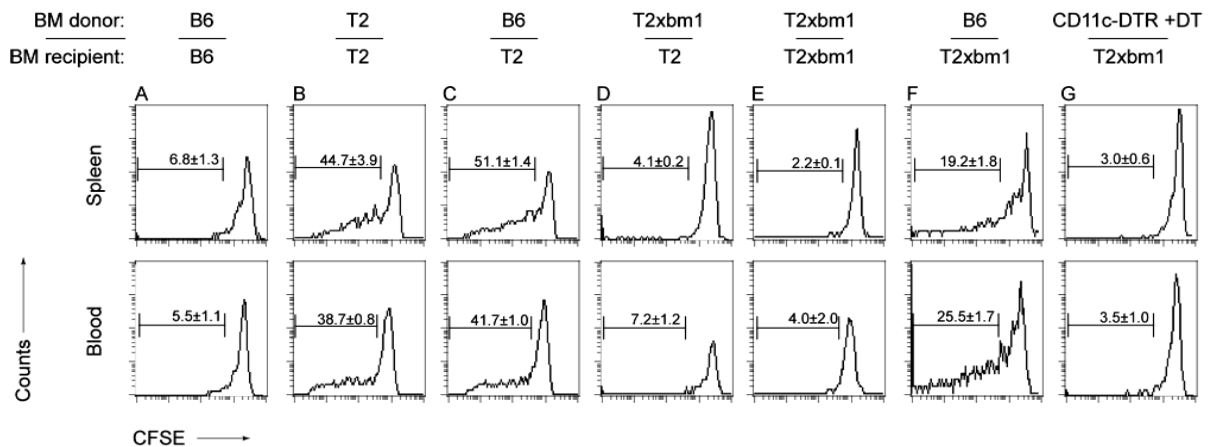 BM donor: B6 T2 B6 T2xbm1 T2xbm1 B6 CD11c-DTR +DT
BM recipient: B6 T2 T2 T2 T2xbm1 T2xbm1 T2xbm1
A B C D E F G
Spleen
6.8±1.3 44.7±3.9 51.1±1.4 4.1±0.2 2.2±0.1 19.2±1.8 3.0±0.6
Blood
5.5±1.1 38.7±0.8 41.7±1.0 7.2±1.2 4.0±2.0 25.5±1.7 3.5±1.0
Counts
CFSE